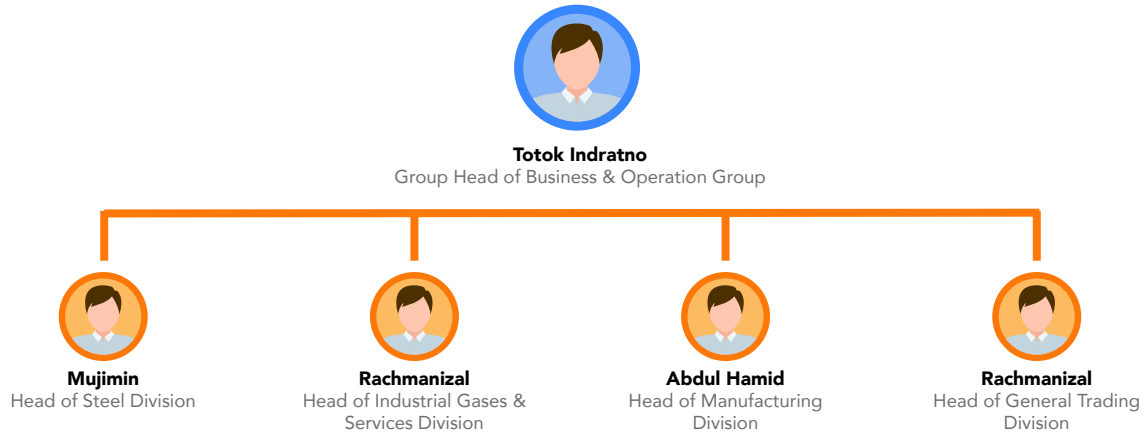 Totok Indratno
Group Head of Business & Operation Group
Mujimin
Head of Steel Division
Rachmanizal
Head of Industrial Gases &
Services Division
Abdul Hamid
Head of Manufacturing
Division
Rachmanizal
Head of General Trading
Division